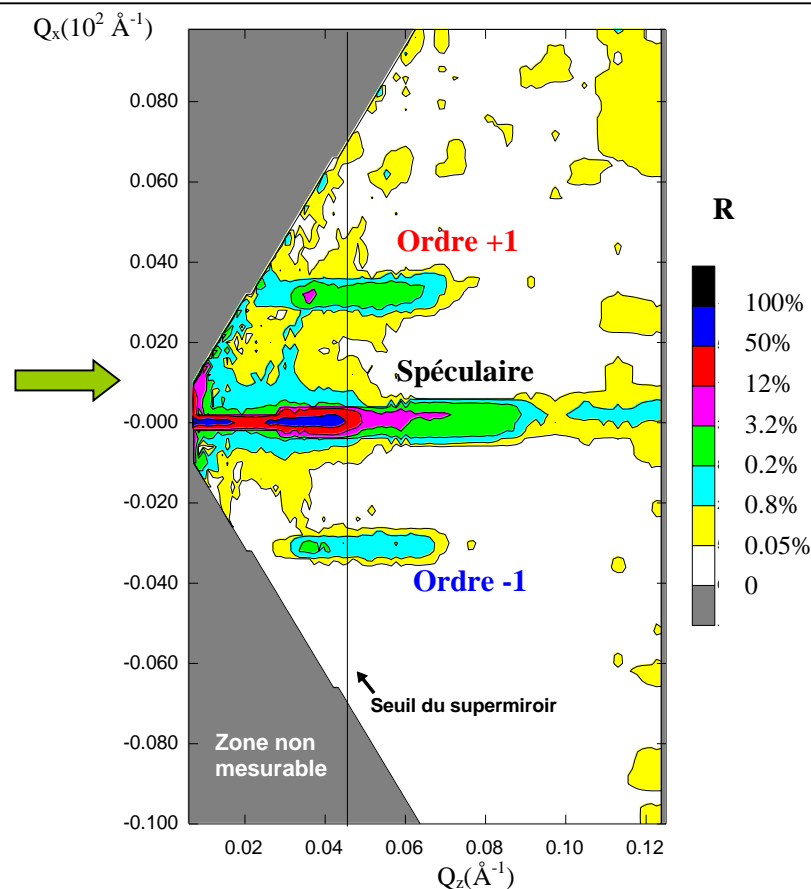 Qx(10² Å⁻¹)
0.080
0.060
0.040
0.020
-0.000
-0.020
-0.040
-0.060
-0.080
-0.100
Ordre +1
Spéculaire
Ordre -1
Seuil du supermiroir
Zone non
mesurable
0.02 0.04 0.06 0.08 0.10 0.12
Qz(Å⁻¹)
R
100%
50%
12%
3.2%
0.2%
0.8%
0.05%
0